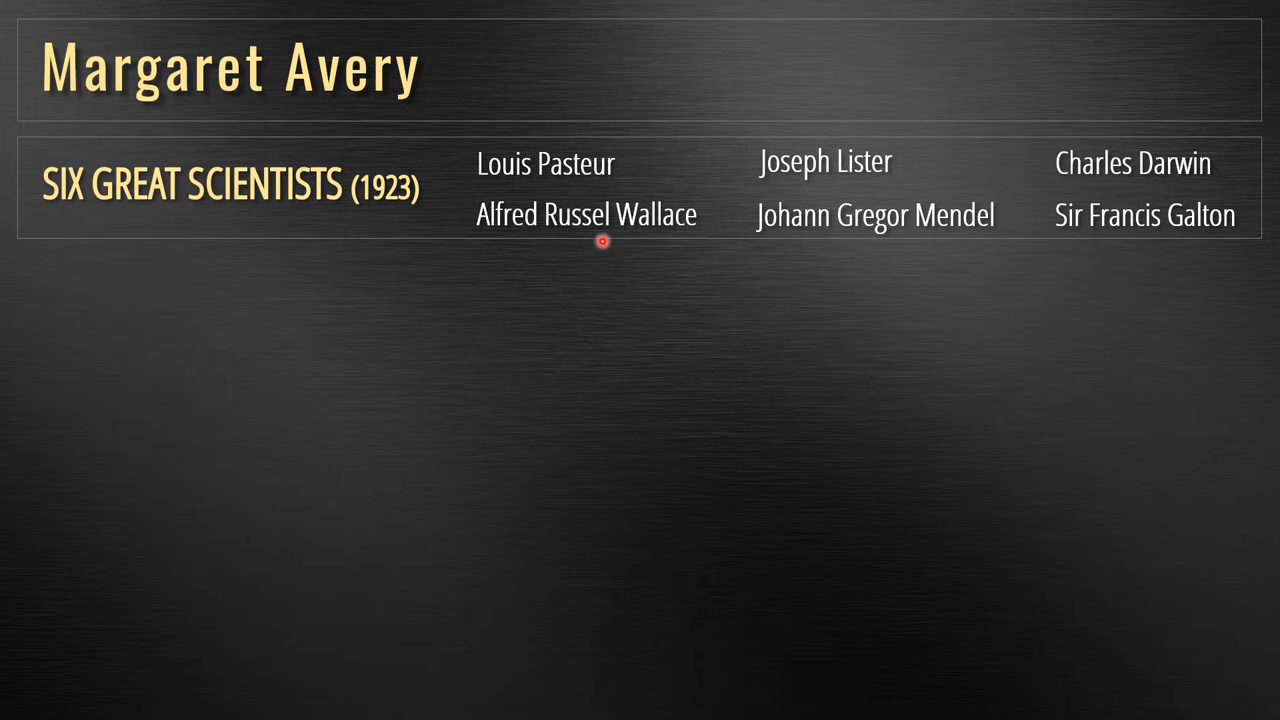 Margaret Avery
SIX GREAT SCIENTISTS (1923)
Louis Pasteur
Joseph Lister
Charles Darwin
Alfred Russel Wallace
Johann Gregor Mendel
Sir Francis Galton